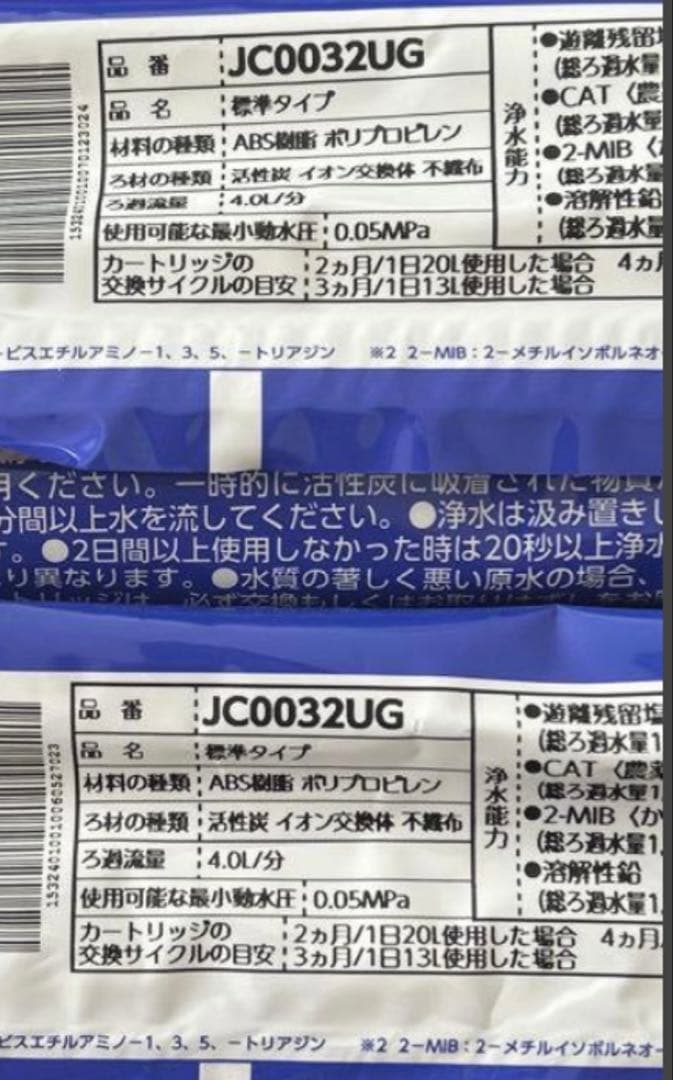 品 番 JC0032UG
品 名 標準タイプ
材料の種類 ABS樹脂 ポリプロピレン
ろ材の種類 活性炭 イオン交換体 不織布
ろ過流量 4.0L/分
使用可能な最小動水圧 0.05MPa
カートリッジの 2ヵ月/1日20L使用した場合 4ヵ月
交換サイクルの目安 3ヵ月/1日13L使用した場合
浄水能力
●遊離残留塩
(総ろ過水量
●CAT〈農
(総ろ過水量
●2-MIB〈か
(総ろ過水量
●溶解性鉛
(総ろ過水量
ビスエチルアミノー1、3、5、ートリアジン ※2 2-MIB:2-メチルイソボルネオ
用ください。一時的に活性炭に吸着された物質
分間以上水を流してください。●浄水は汲み置きし
す。●2日間以上使用しなかった時は20秒以上浄水
り異なります。●水質の著しく悪い原水の場合、
品 番 JC0032UG
品 名 標準タイプ
材料の種類 ABS樹脂 ポリプロピレン
ろ材の種類 活性炭 イオン交換体 不織布
ろ過流量 4.0L/分
使用可能な最小動水圧 0.05MPa
カートリッジの 2ヵ月/1日20L使用した場合 4ヵ月
交換サイクルの目安 3ヵ月/1日13L使用した場合
浄水能力
●遊離残留塩
(総ろ過水量1
●CAT〈農薬
(総ろ過水量1
●2-MIB〈か
(総ろ過水量1,
●溶解性鉛
(総ろ過水量1,
15324010010060527023
ビスエチルアミノー1、3、5、ートリアジン ※2 2-MIB:2-メチルイソボルネオー